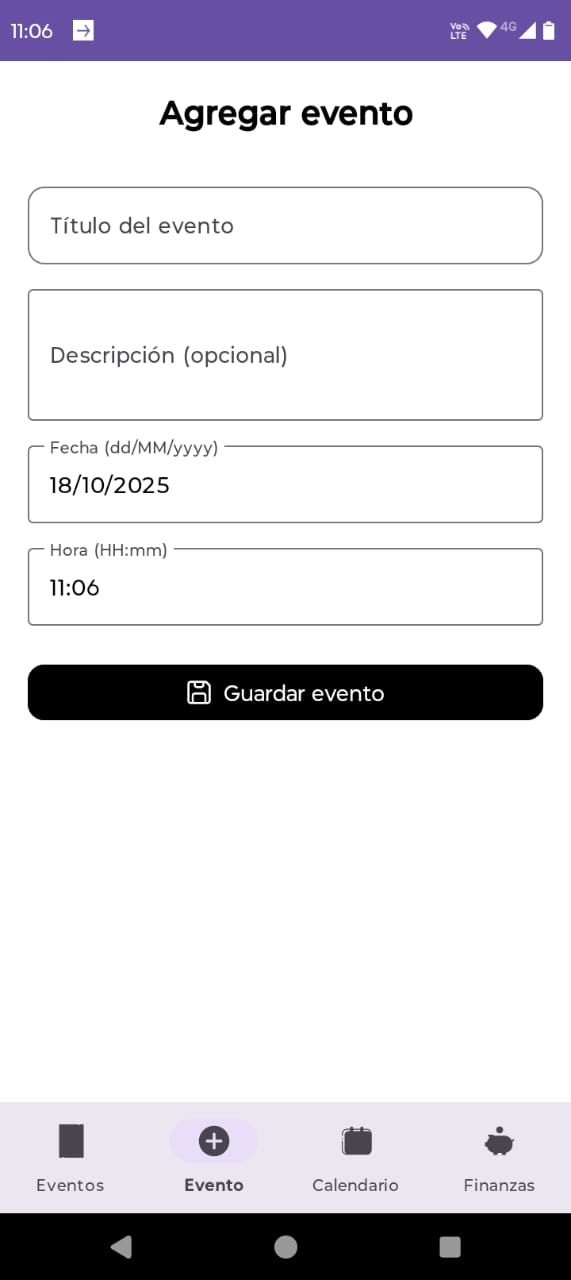 11:06
Vo LTE 4G
Agregar evento
Título del evento
Descripción (opcional)
Fecha (dd/MM/yyyy)
18/10/2025
Hora (HH:mm)
11:06
Guardar evento
Eventos Evento Calendario Finanzas